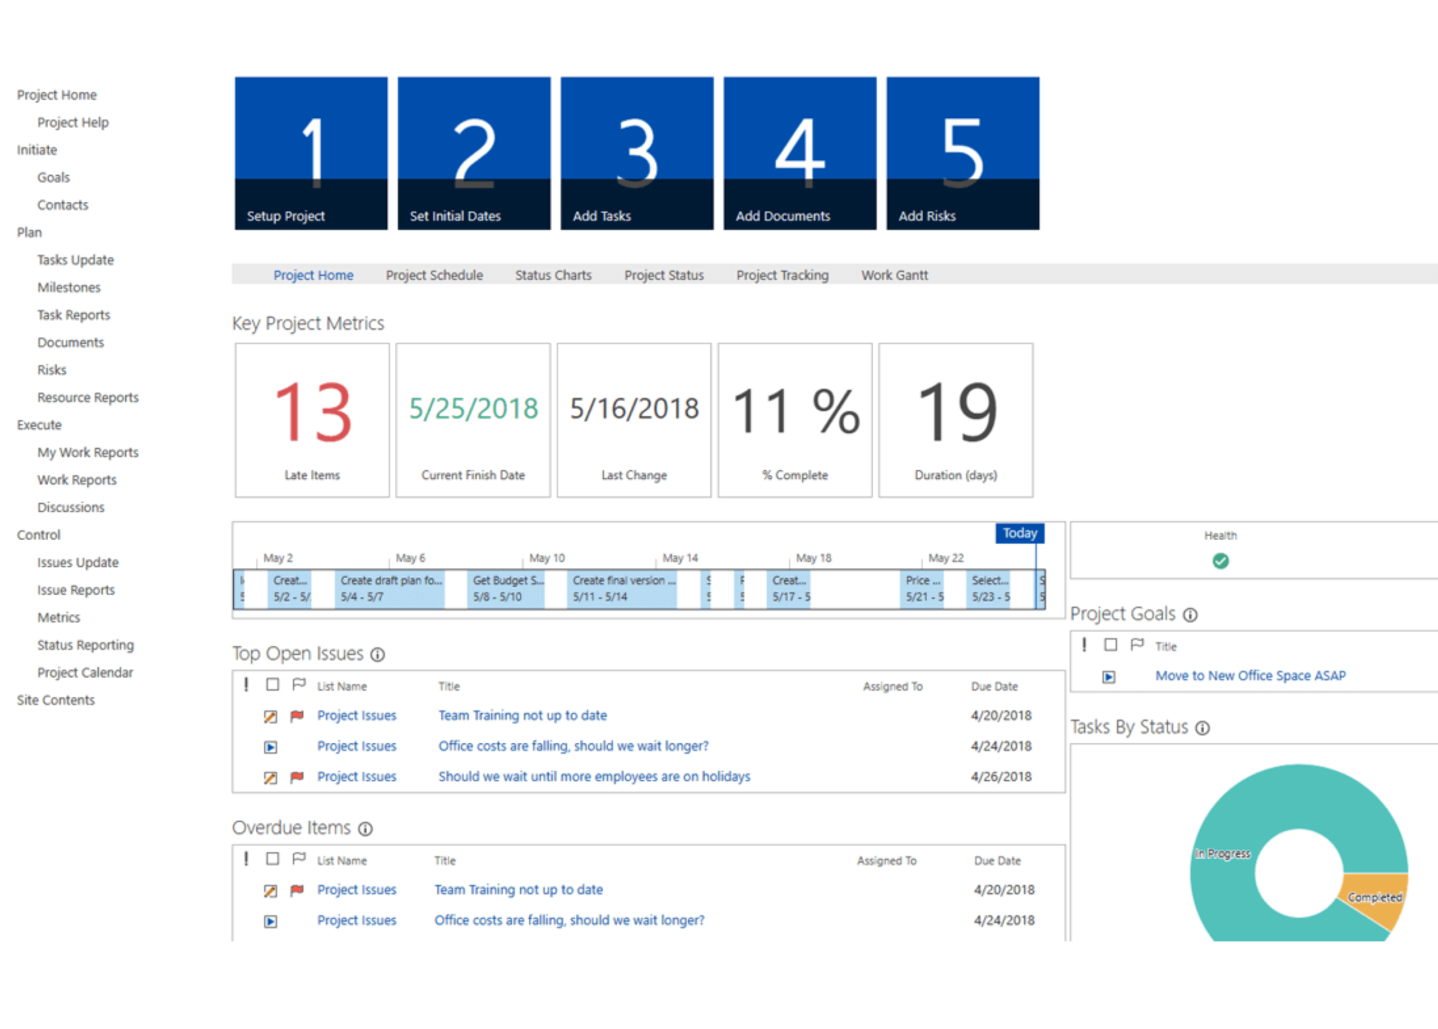 Project Home
Project Help
Initiate
Goals
Contacts
Plan
Tasks Update
Milestones
Task Reports
Documents
Risks
Resource Reports
Execute
My Work Reports
Work Reports
Discussions
Control
Issues Update
Issue Reports
Metrics
Status Reporting
Project Calendar
Site Contents
1 2 3 4 5
Setup Project Set Initial Dates Add Tasks Add Documents Add Risks
Project Home Project Schedule Status Charts Project Status Project Tracking Work Gantt
Key Project Metrics
13 5/25/2018 5/16/2018 11 % 19
Late Items Current Finish Date Last Change % Complete Duration (days)
Today
May 2 May 6 May 10 May 14 May 18 May 22
Creat... Create draft plan fo... Get Budget S... Create final version ... S F Creat... Price ... Select... S
5 5/2 - 5/ 5/4 - 5/7 5/8 - 5/10 5/11 - 5/14 5 5 5/17 - 5 5/21 - 5 5/23 - 5 5
Top Open Issues
! List Name Title Assigned To Due Date
Project Issues Team Training not up to date 4/20/2018
Project Issues Office costs are falling, should we wait longer? 4/24/2018
Project Issues Should we wait until more employees are on holidays 4/26/2018
Overdue Items
! List Name Title Assigned To Due Date
Project Issues Team Training not up to date 4/20/2018
Project Issues Office costs are falling, should we wait longer? 4/24/2018
Health
Project Goals
! Title
Move to New Office Space ASAP
Tasks By Status
In Progress
Completed